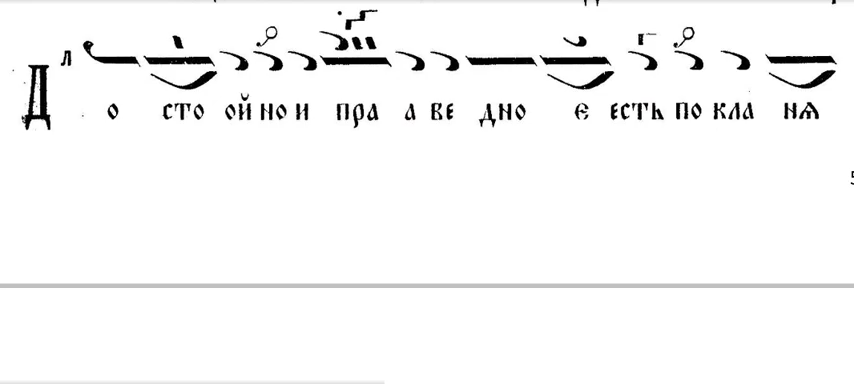 Д о сто ой но и пра а ве дно є есть по кла нѧ